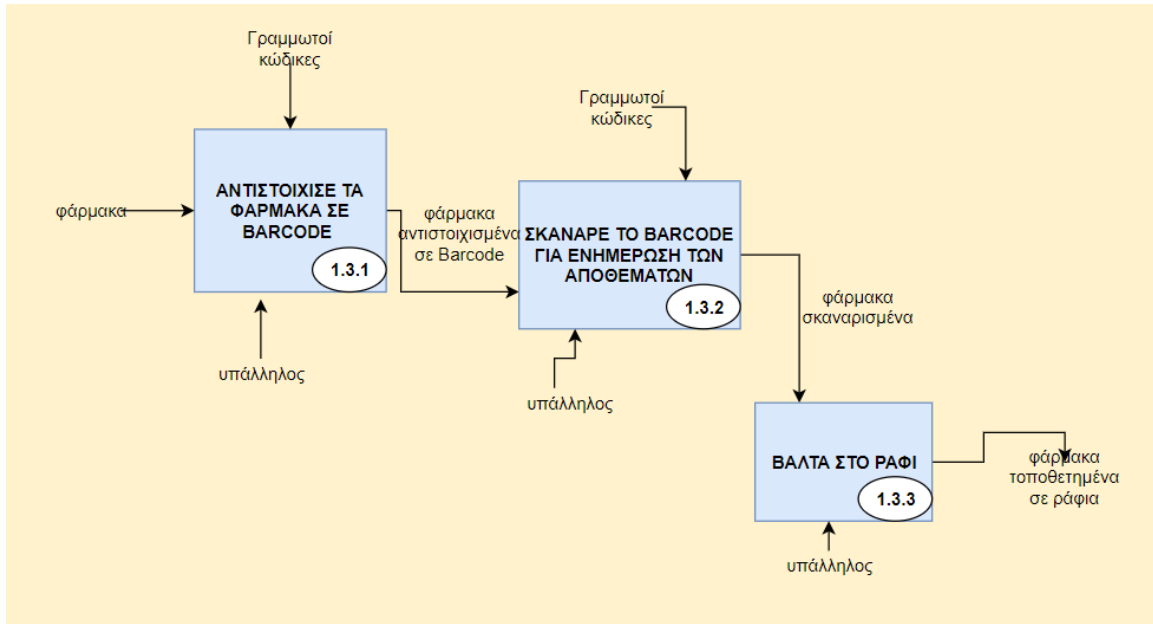 Γραμμωτοί
κώδικες
φάρμακα
ΑΝΤΙΣΤΟΙΧΙΣΕ ΤΑ
ΦΑΡΜΑΚΑ ΣΕ
BARCODE
1.3.1
υπάλληλος
φάρμακα
αντιστοιχισμένα
σε Barcode
Γραμμωτοί
κώδικες
ΣΚΑΝΑΡΕ ΤΟ BARCODE
ΓΙΑ ΕΝΗΜΕΡΩΣΗ ΤΩΝ
ΑΠΟΘΕΜΑΤΩΝ
1.3.2
υπάλληλος
φάρμακα
σκαναρισμένα
ΒΑΛΤΑ ΣΤΟ ΡΑΦΙ
1.3.3
υπάλληλος
φάρμακα
τοποθετημένα
σε ράφια